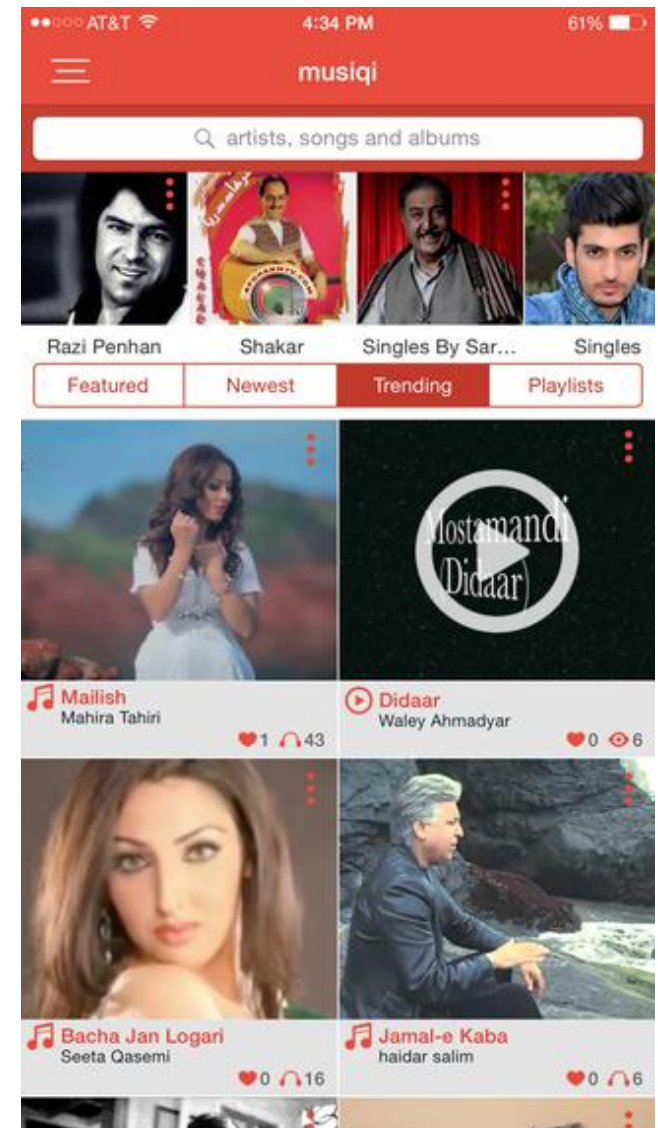 AT&T 4:34 PM 61%
musiqi
artists, songs and albums
AFGHANHTV.COM
Razi Penhan Shakar Singles By Sar... Singles
Featured Newest Trending Playlists
Mostamandi
(Didaar)
Mailish
Mahira Tahiri
1 43
Didaar
Waley Ahmadyar
0 6
Bacha Jan Logari
Seeta Qasemi
0 16
Jamal-e Kaba
haidar salim
0 6